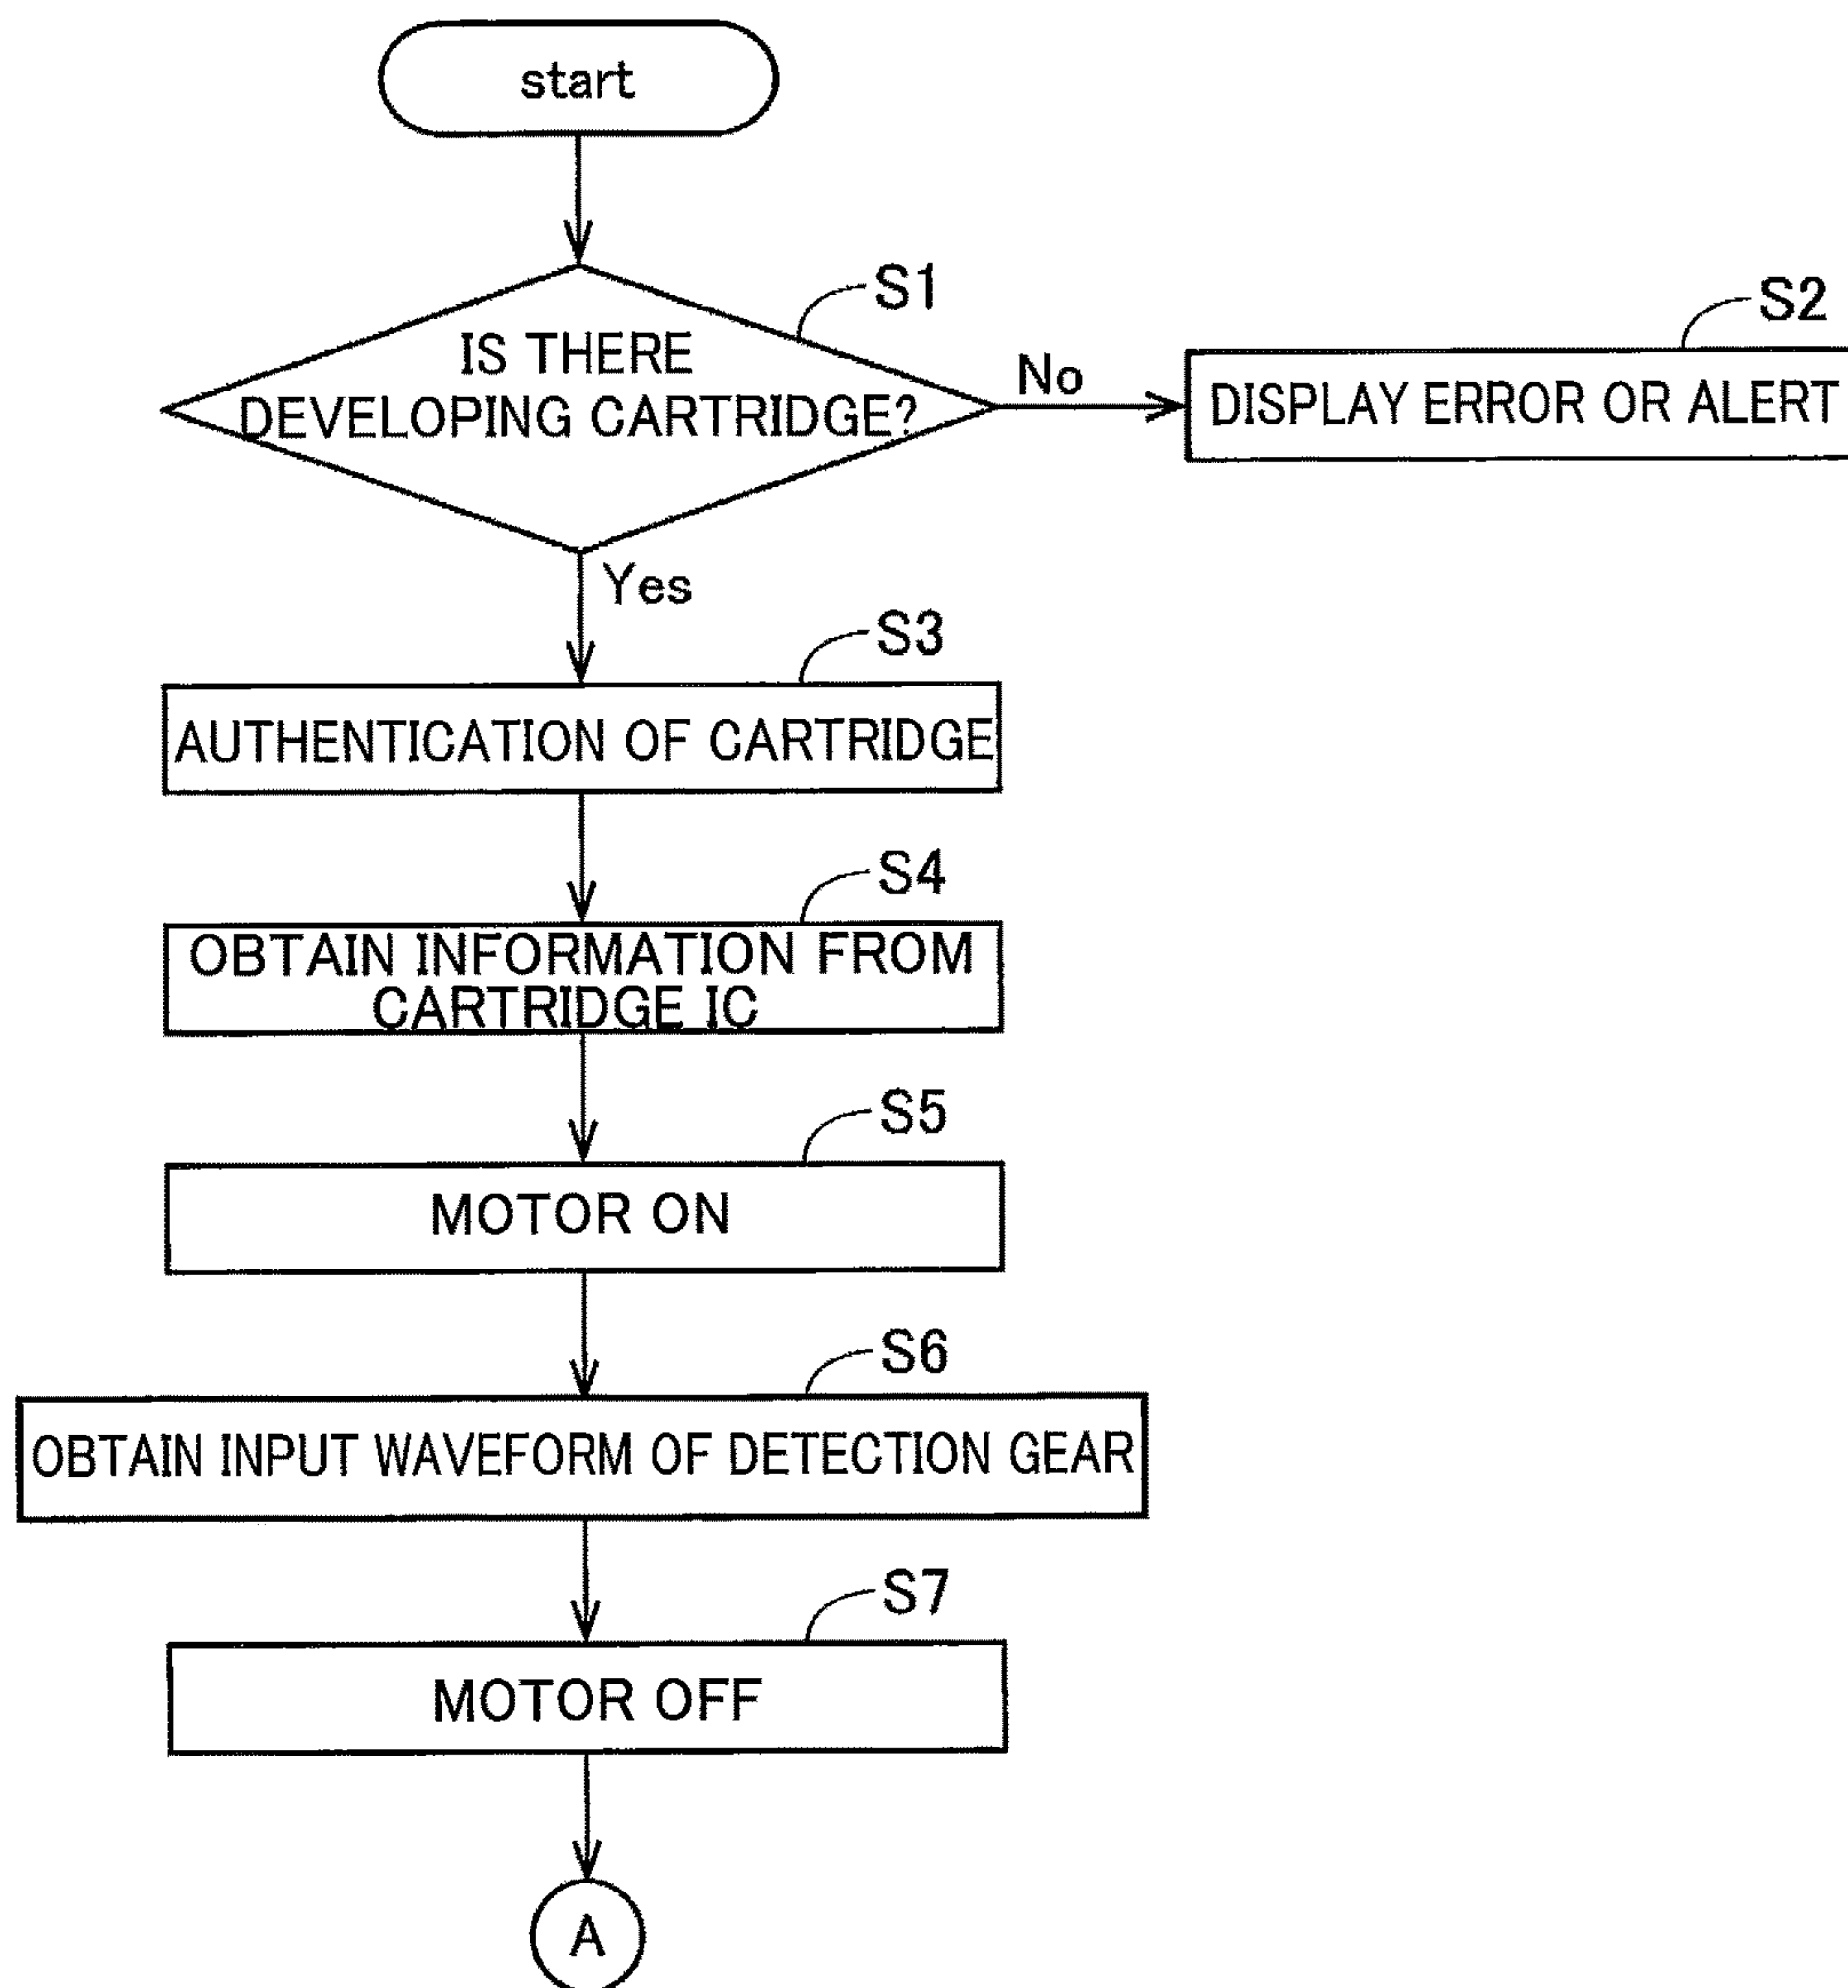 start
S1
IS THERE
DEVELOPING CARTRIDGE?
No
S2
DISPLAY ERROR OR ALERT
Yes
S3
AUTHENTICATION OF CARTRIDGE
S4
OBTAIN INFORMATION FROM
CARTRIDGE IC
S5
MOTOR ON
S6
OBTAIN INPUT WAVEFORM OF DETECTION GEAR
S7
MOTOR OFF
A